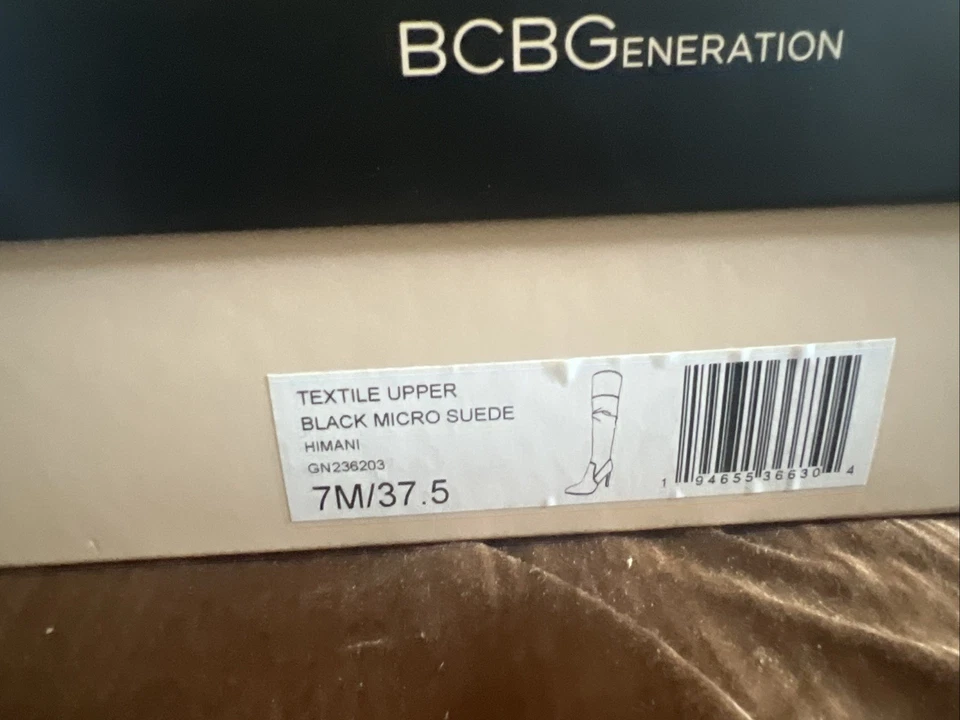 BCBGENERATION
TEXTILE UPPER
BLACK MICRO SUEDE
HIMANI
GN236203
7M/37.5
1 94655 36630 4